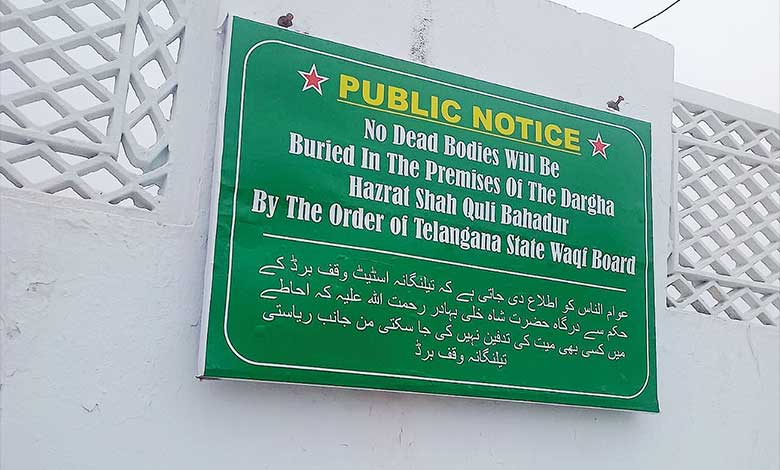 PUBLIC NOTICE
No Dead Bodies Will Be
Buried In The Premises Of The Dargha
Hazrat Shah Quli Bahadur
By The Order of Telangana State Waqf Board
عوام الناس کو اطلاع دی جاتی ہے کہ تیلنگانہ اسٹیٹ وقف برڈ کے
حکم سے درگاہ حضرت شاہ خلی بہادر رحمت الله علیہ کہ احاطے
میں کسی بھی میت کی تدفین نہیں کی جا سکتی من جانب ریاستی
تیلنگانہ وقف برڈ